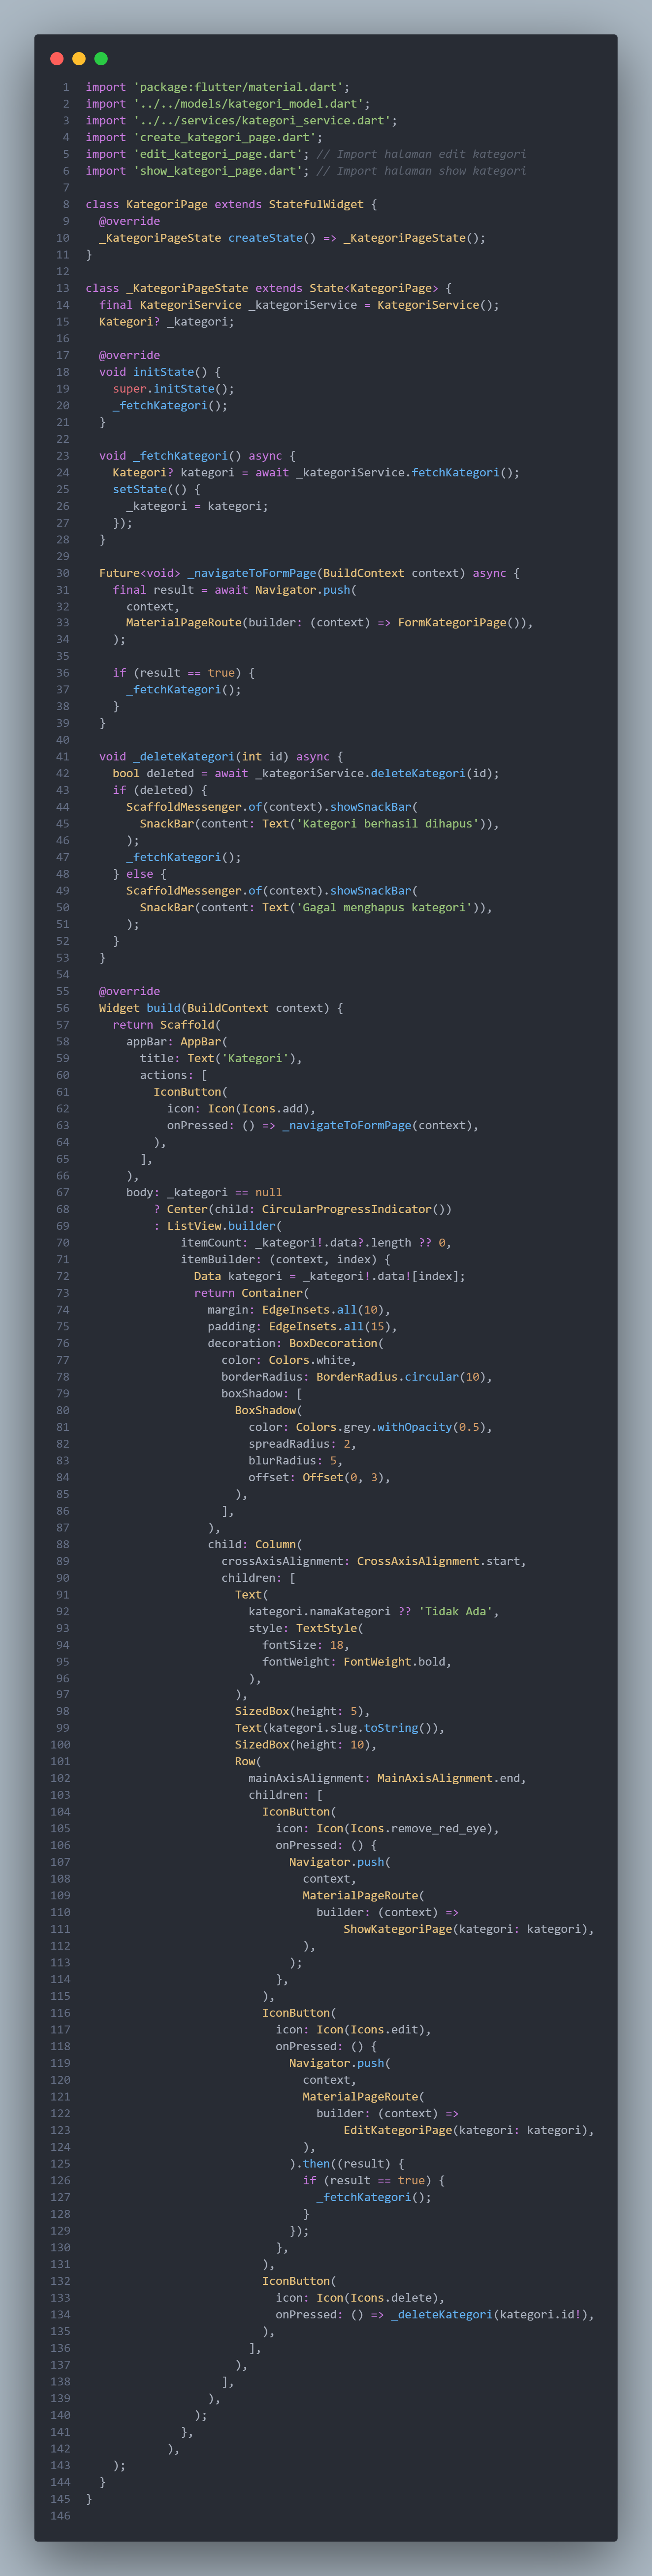 1 import 'package:flutter/material.dart';
2 import '../../models/kategori_model.dart';
3 import '../../services/kategori_service.dart';
4 import 'create_kategori_page.dart';
5 import 'edit_kategori_page.dart'; // Import halaman edit kategori
6 import 'show_kategori_page.dart'; // Import halaman show kategori
7
8 class KategoriPage extends StatefulWidget {
9   @override
10   _KategoriPageState createState() => _KategoriPageState();
11 }
12
13 class _KategoriPageState extends State<KategoriPage> {
14   final KategoriService _kategoriService = KategoriService();
15   Kategori? _kategori;
16
17   @override
18   void initState() {
19     super.initState();
20     _fetchKategori();
21   }
22
23   void _fetchKategori() async {
24     Kategori? kategori = await _kategoriService.fetchKategori();
25     setState(() {
26       _kategori = kategori;
27     });
28   }
29
30   Future<void> _navigateToFormPage(BuildContext context) async {
31     final result = await Navigator.push(
32       context,
33       MaterialPageRoute(builder: (context) => FormKategoriPage()),
34     );
35
36     if (result == true) {
37       _fetchKategori();
38     }
39   }
40
41   void _deleteKategori(int id) async {
42     bool deleted = await _kategoriService.deleteKategori(id);
43     if (deleted) {
44       ScaffoldMessenger.of(context).showSnackBar(
45         SnackBar(content: Text('Kategori berhasil dihapus')),
46       );
47       _fetchKategori();
48     } else {
49       ScaffoldMessenger.of(context).showSnackBar(
50         SnackBar(content: Text('Gagal menghapus kategori')),
51       );
52     }
53   }
54
55   @override
56   Widget build(BuildContext context) {
57     return Scaffold(
58       appBar: AppBar(
59         title: Text('Kategori'),
60         actions: [
61           IconButton(
62             icon: Icon(Icons.add),
63             onPressed: () => _navigateToFormPage(context),
64           ),
65         ],
66       ),
67       body: _kategori == null
68           ? Center(child: CircularProgressIndicator())
69           : ListView.builder(
70               itemCount: _kategori!.data?.length ?? 0,
71               itemBuilder: (context, index) {
72                 Data kategori = _kategori!.data![index];
73                 return Container(
74                   margin: EdgeInsets.all(10),
75                   padding: EdgeInsets.all(15),
76                   decoration: BoxDecoration(
77                     color: Colors.white,
78                     borderRadius: BorderRadius.circular(10),
79                     boxShadow: [
80                       BoxShadow(
81                         color: Colors.grey.withOpacity(0.5),
82                         spreadRadius: 2,
83                         blurRadius: 5,
84                         offset: Offset(0, 3),
85                       ),
86                     ],
87                   ),
88                   child: Column(
89                     crossAxisAlignment: CrossAxisAlignment.start,
90                     children: [
91                       Text(
92                         kategori.namaKategori ?? 'Tidak Ada',
93                         style: TextStyle(
94                           fontSize: 18,
95                           fontWeight: FontWeight.bold,
96                         ),
97                       ),
98                       SizedBox(height: 5),
99                       Text(kategori.slug.toString()),
100                       SizedBox(height: 10),
101                       Row(
102                         mainAxisAlignment: MainAxisAlignment.end,
103                         children: [
104                           IconButton(
105                             icon: Icon(Icons.remove_red_eye),
106                             onPressed: () {
107                               Navigator.push(
108                                 context,
109                                 MaterialPageRoute(
110                                   builder: (context) =>
111                                       ShowKategoriPage(kategori: kategori),
112                                 ),
113                               );
114                             },
115                           ),
116                           IconButton(
117                             icon: Icon(Icons.edit),
118                             onPressed: () {
119                               Navigator.push(
120                                 context,
121                                 MaterialPageRoute(
122                                   builder: (context) =>
123                                       EditKategoriPage(kategori: kategori),
124                                 ),
125                               ).then((result) {
126                                 if (result == true) {
127                                   _fetchKategori();
128                                 }
129                               });
130                             },
131                           ),
132                           IconButton(
133                             icon: Icon(Icons.delete),
134                             onPressed: () => _deleteKategori(kategori.id!),
135                           ),
136                         ],
137                       ),
138                     ],
139                   ),
140                 );
141               },
142             ),
143     );
144   }
145 }
146